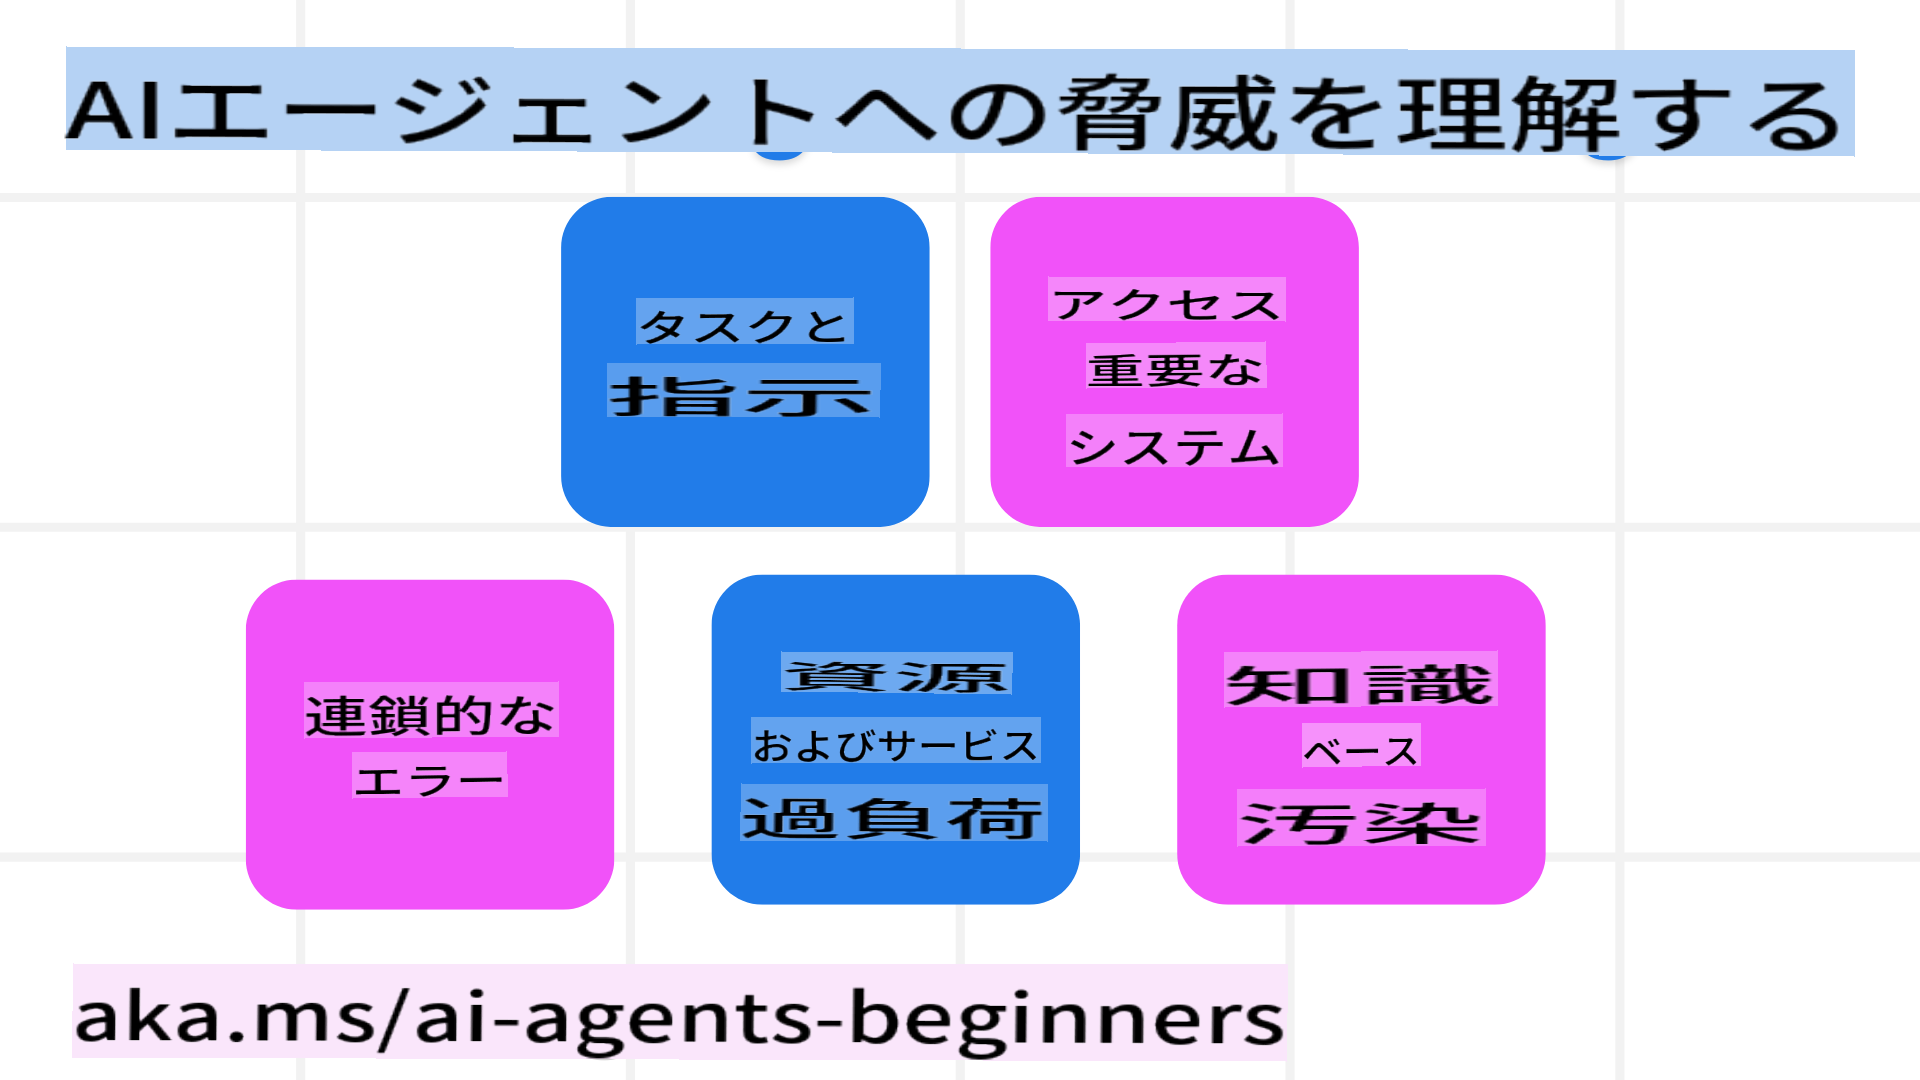 AIエージェントへの脅威を理解する
タスクと
指示
アクセス
重要な
システム
連鎖的な
エラー
資源
およびサービス
過負荷
知識
ベース
汚染
aka.ms/ai-agents-beginners